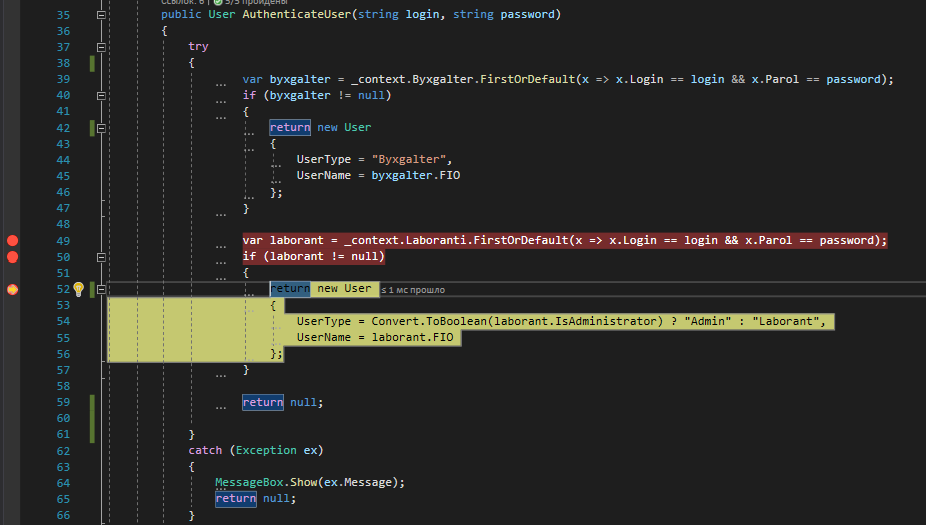 Ссылок: 6 | 5/5 пройдены
35 public User AuthenticateUser(string login, string password)
36 {
37 try
38 {
39 var byxgalter = _context.Byxgalter.FirstOrDefault(x => x.Login == login && x.Parol == password);
40 if (byxgalter != null)
41 {
42 return new User
43 {
44 UserType = "Byxgalter",
45 UserName = byxgalter.FIO
46 };
47 }
48
49 var laborant = _context.Laboranti.FirstOrDefault(x => x.Login == login && x.Parol == password);
50 if (laborant != null)
51 {
52 return new User ≤ 1 мс прошло
53 {
54 UserType = Convert.ToBoolean(laborant.IsAdministrator) ? "Admin" : "Laborant",
55 UserName = laborant.FIO
56 };
57 }
58
59 return null;
60
61 }
62 catch (Exception ex)
63 {
64 MessageBox.Show(ex.Message);
65 return null;
66 }